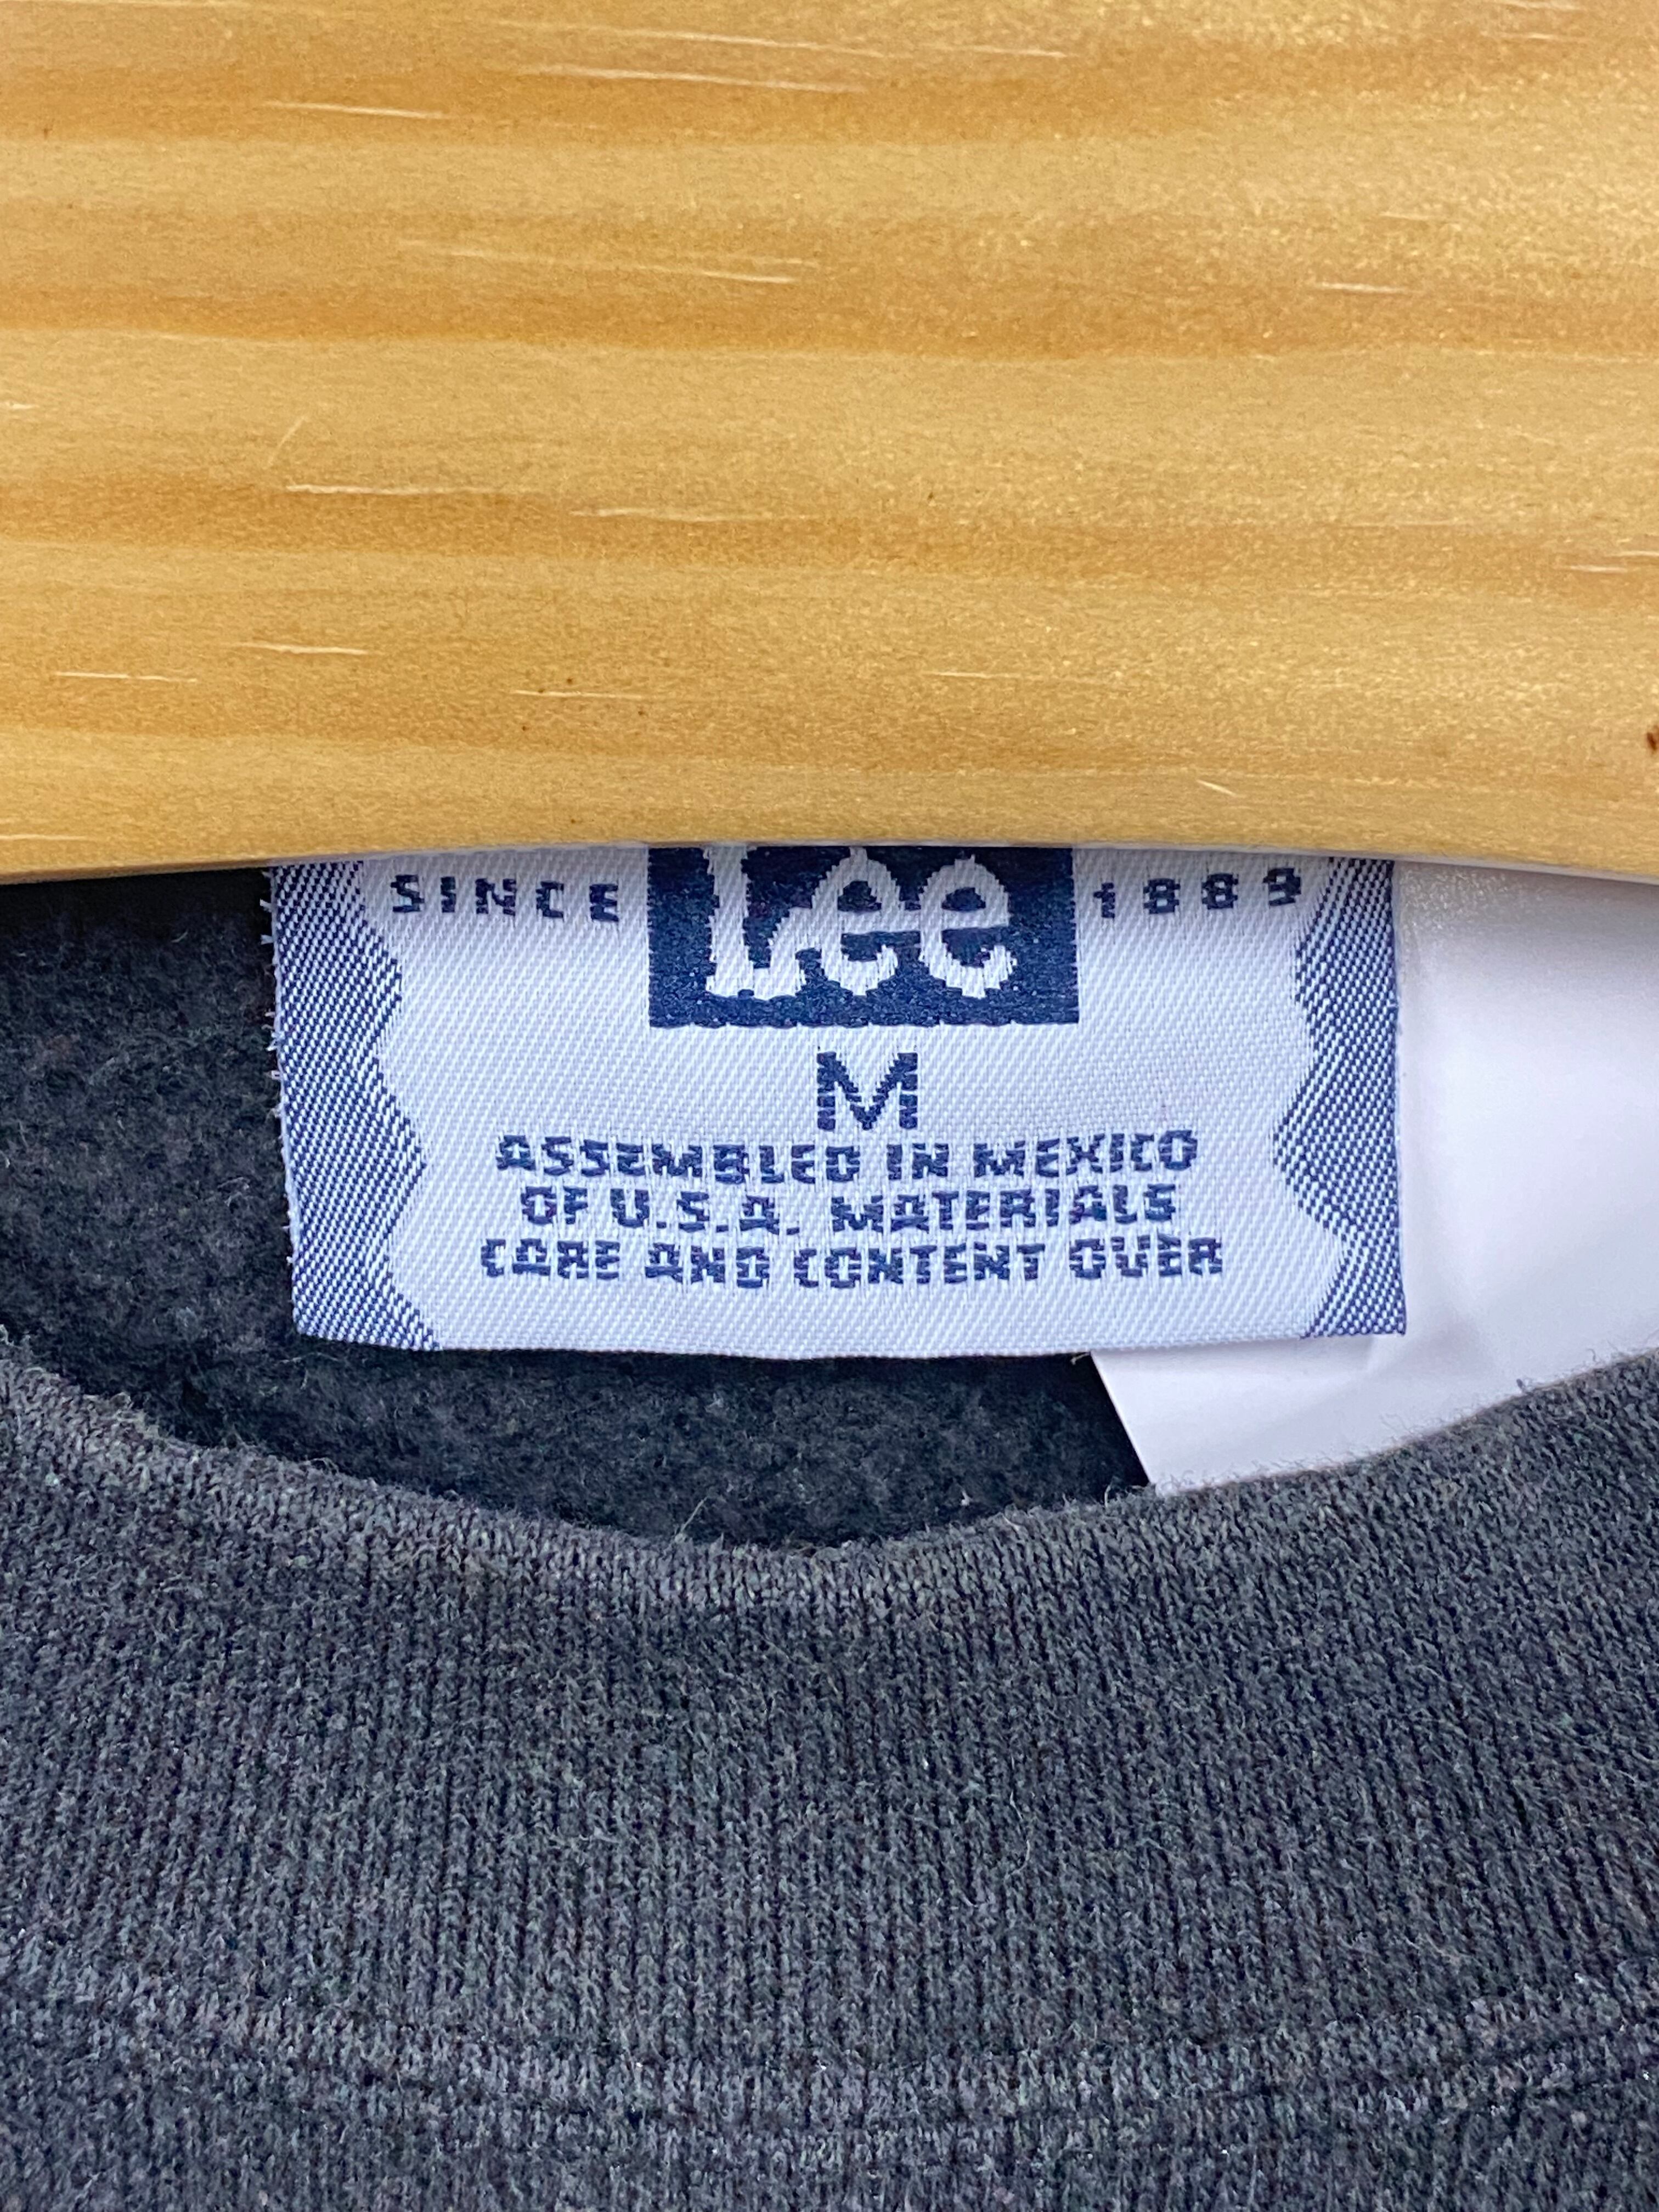 SINCE Lee 1889
M
ASSEMBLED IN MEXICO
OF U.S.A. MATERIALS
CARE AND CONTENT OVER